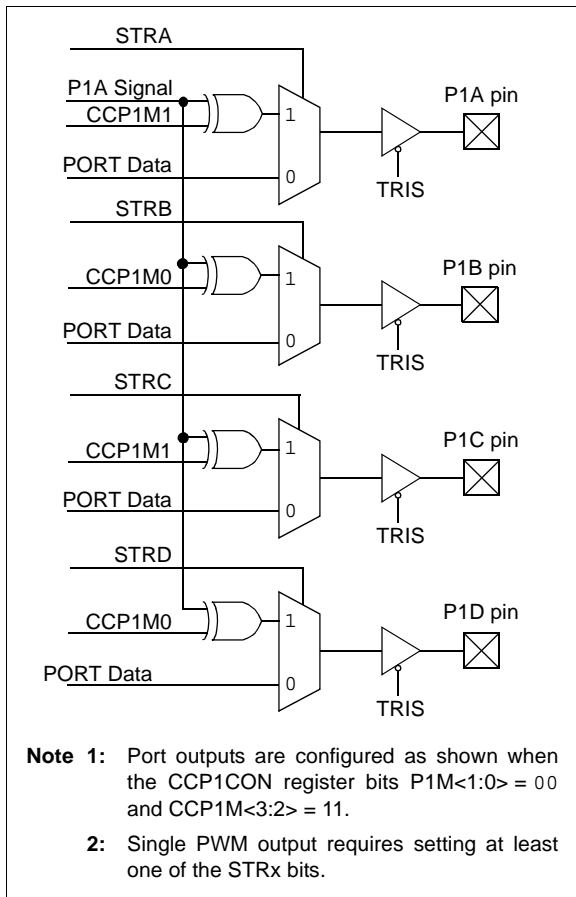 STRA
P1A Signal
CCP1M1
1
P1A pin
PORT Data
0
TRIS
STRB
CCP1M0
1
P1B pin
PORT Data
0
TRIS
STRC
CCP1M1
1
P1C pin
PORT Data
0
TRIS
STRD
CCP1M0
1
P1D pin
PORT Data
0
TRIS
Note 1: Port outputs are configured as shown when
the CCP1CON register bits P1M<1:0> = 00
and CCP1M<3:2> = 11.
2: Single PWM output requires setting at least
one of the STRx bits.